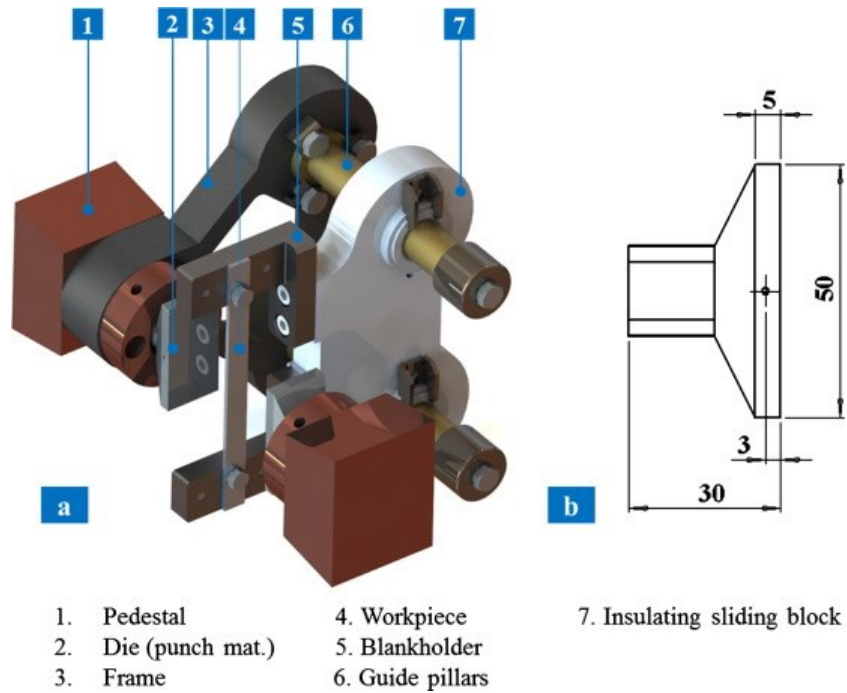 1 2 3 4 5 6 7
5
50
3
30
a b
1. Pedestal 4. Workpiece 7. Insulating sliding block
2. Die (punch mat.) 5. Blankholder
3. Frame 6. Guide pillars